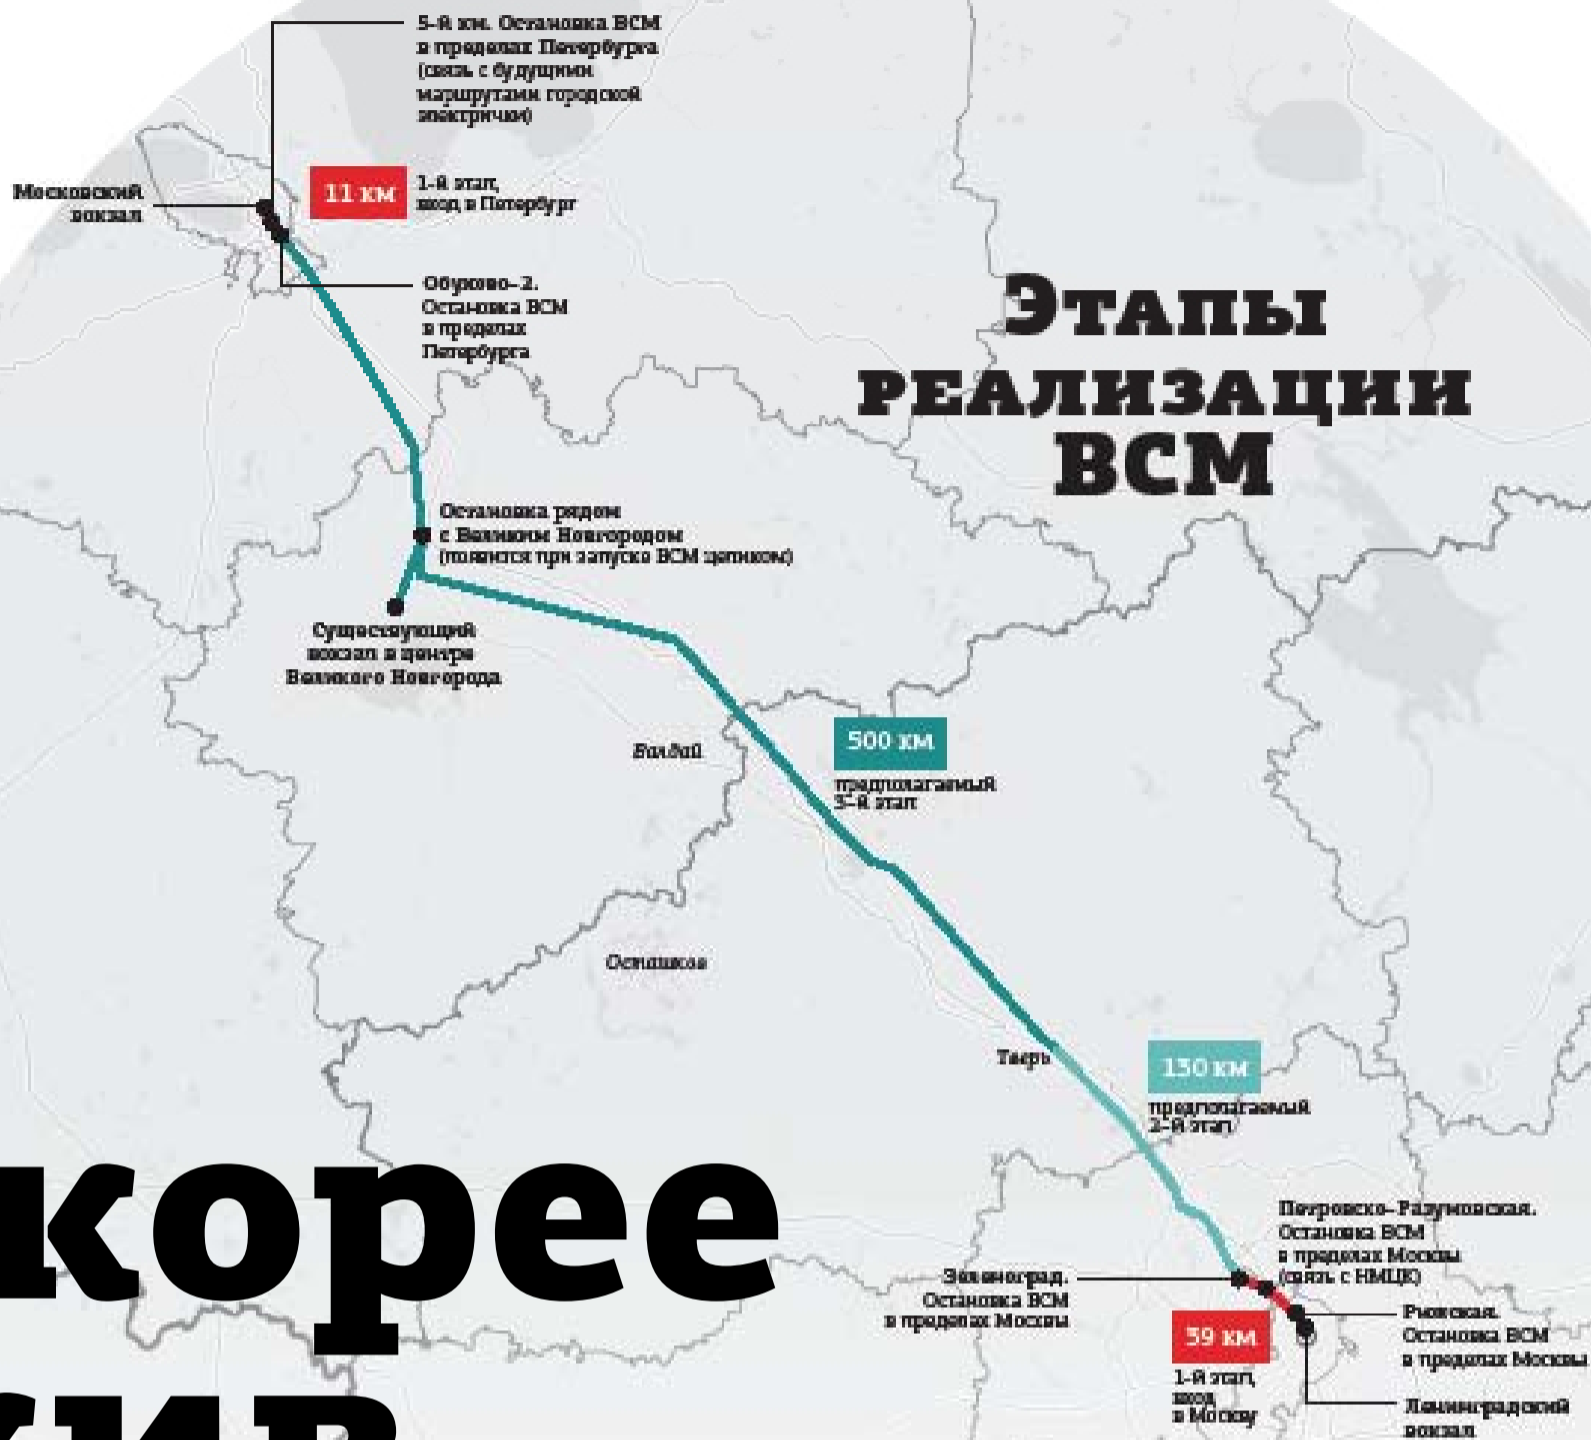 5-й км. Остановка ВСМ
в пределах Петербурга
(связь с будущими
маршрутами городской
электрички)
Московский
вокзал
11 км
1-й этап,
вход в Петербург
Обухово-2.
Остановка ВСМ
в пределах
Петербурга
Этапы
реализации
ВСМ
Остановка рядом
с Великим Новгородом
(появится при запуске ВСМ целиком)
Существующий
вокзал в центре
Великого Новгорода
Валдай
500 км
предполагаемый
3-й этап
Осташков
Тверь
130 км
предполагаемый
2-й этап
корее
Петровско-Разумовская.
Остановка ВСМ
в пределах Москвы
(связь с НМЦК)
Зеленоград.
Остановка ВСМ
в пределах Москвы
39 км
1-й этап,
вход
в Москву
Рижская.
Остановка ВСМ
в пределах Москвы
Ленинградский
вокзал